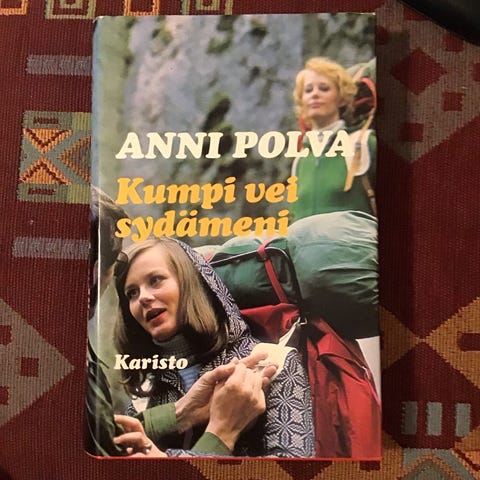 ANNI POLVA
Kumpi vei
sydämeni
Karisto